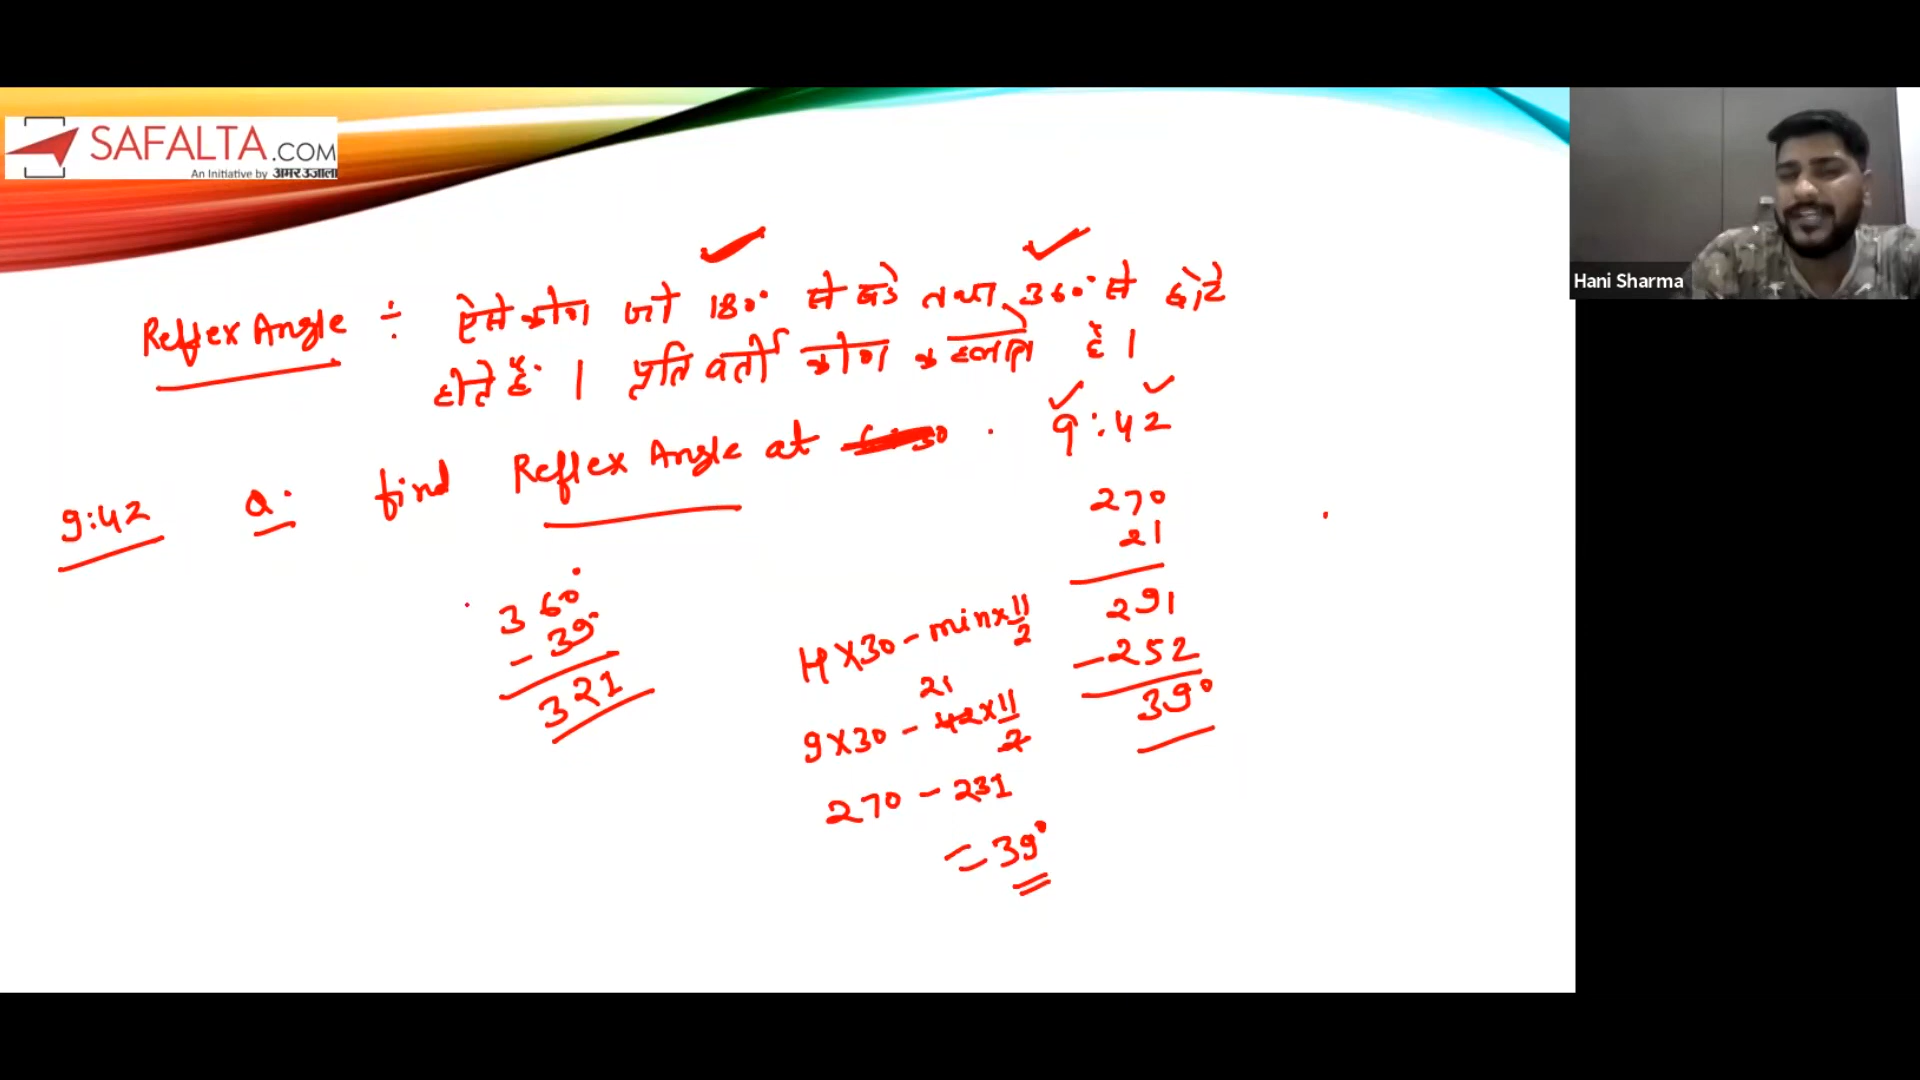 SAFALTA.COM
An Initiative by अमर उजाला
Hani Sharma
Reflex Angle ÷ ऐसे कोण जो 180° से बडे तथा 360° से छोटे
होते हैं। प्रतिवर्ती कोण कहलाते हैं।
9:42 Q. find Reflex Angle at 9:42
360°
- 39°
321
H×30 - min×11/2
21
9×30 - 42×11/2
270 - 231
= 39°
270
21
291
-252
39°